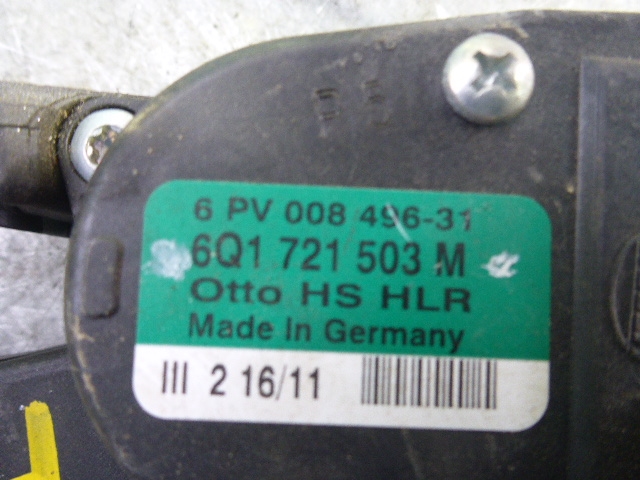 6 PV 008 496-31
6Q1 721 503 M
Otto HS HLR
Made in Germany
III 2 16/11